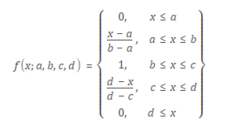 0, x ≤ a
x − a / b − a, a ≤ x ≤ b
f(x; a, b, c, d) = 1, b ≤ x ≤ c
d − x / d − c, c ≤ x ≤ d
0, d ≤ x